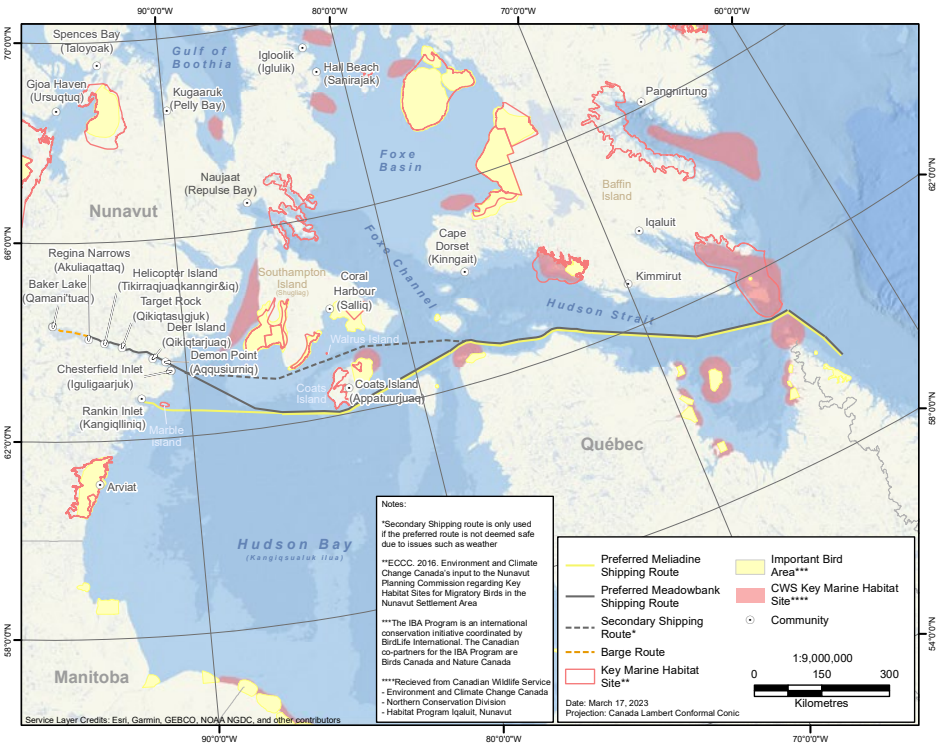 90°0'0"W
80°0'0"W
70°0'0"W
60°0'0"W
70°0'0"N
66°0'0"N
62°0'0"N
58°0'0"N
62°0'0"N
58°0'0"N
54°0'0"N
Spences Bay
(Taloyoak)
Gjoa Haven
(Ursuqtuq)
Gulf of
Boothia
Igloolik
(Iglulik)
Hall Beach
(Sanirajak)
Kugaaruk
(Pelly Bay)
Pangnirtung
Foxe
Basin
Naujaat
(Repulse Bay)
Nunavut
Baffin
Island
Iqaluit
Cape
Dorset
(Kinngait)
Foxe Channel
Kimmirut
Regina Narrows
(Akuliaqattaq)
Baker Lake
(Qamani'tuaq)
Helicopter Island
(Tikirraqjuaqkanngir&iq)
Target Rock
(Qikiqtasugjuk)
Deer Island
(Qikiqtarjuaq)
Demon Point
(Aqqusiurniq)
Southampton
Island
(Shugliaq)
Coral
Harbour
(Salliq)
Walrus Island
Hudson Strait
Chesterfield Inlet
(Iguligaarjuk)
Coats
Island
Coats Island
(Appatuurjuaq)
Rankin Inlet
(Kangiqlliniq)
Marble
Island
Québec
Arviat
Hudson Bay
(Kangiqsualuk ilua)
Manitoba
Notes:
*Secondary Shipping route is only used
if the preferred route is not deemed safe
due to issues such as weather
**ECCC. 2016. Environment and Climate
Change Canada's input to the Nunavut
Planning Commission regarding Key
Habitat Sites for Migratory Birds in the
Nunavut Settlement Area
***The IBA Program is an international
conservation initiative coordinated by
BirdLife International. The Canadian
co-partners for the IBA Program are
Birds Canada and Nature Canada
****Recieved from Canadian Wildlife Service
- Environment and Climate Change Canada
- Northern Conservation Division
- Habitat Program Iqaluit, Nunavut
Preferred Meliadine
Shipping Route
Preferred Meadowbank
Shipping Route
Secondary Shipping
Route*
Barge Route
Key Marine Habitat
Site**
Important Bird
Area***
CWS Key Marine Habitat
Site****
Community
1:9,000,000
0 150 300
Kilometres
Date: March 17, 2023
Projection: Canada Lambert Conformal Conic
Service Layer Credits: Esri, Garmin, GEBCO, NOAA NGDC, and other contributors
90°0'0"W
80°0'0"W
70°0'0"W